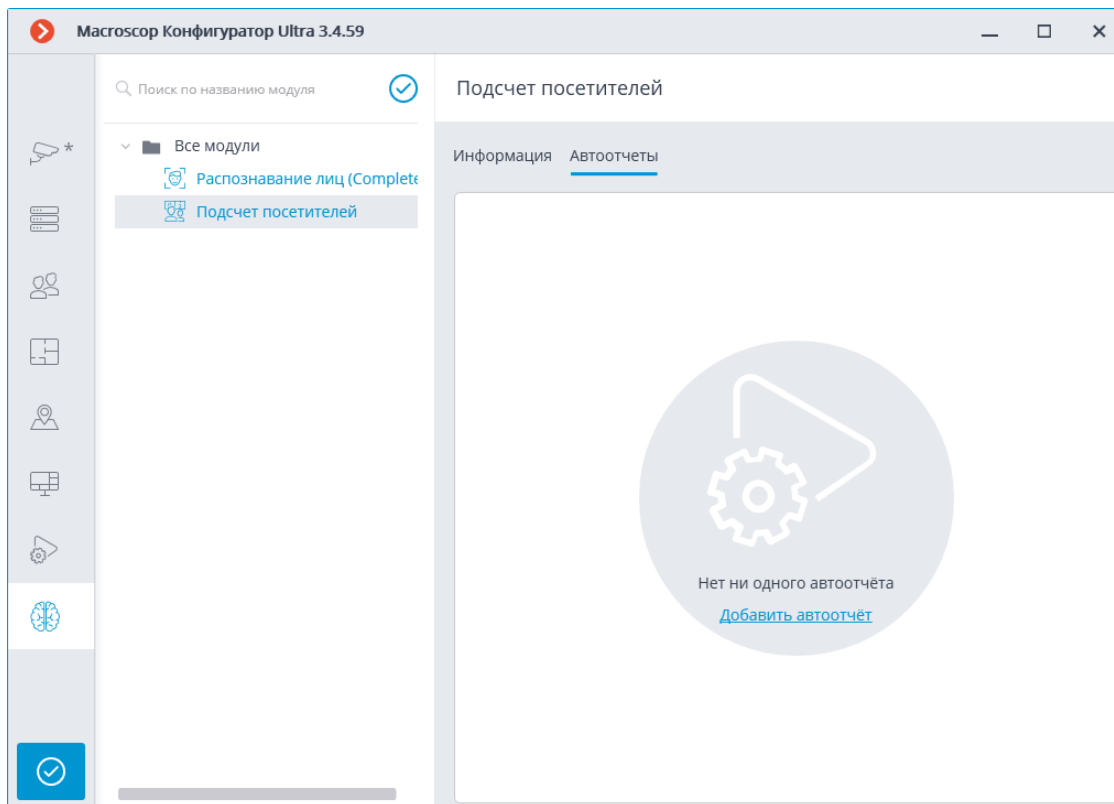 Macroscop Конфигуратор Ultra 3.4.59
Поиск по названию модуля
Подсчет посетителей
*
Все модули
Распознавание лиц (Complete
Подсчет посетителей
Информация Автоотчеты
Нет ни одного автоотчёта
Добавить автоотчёт